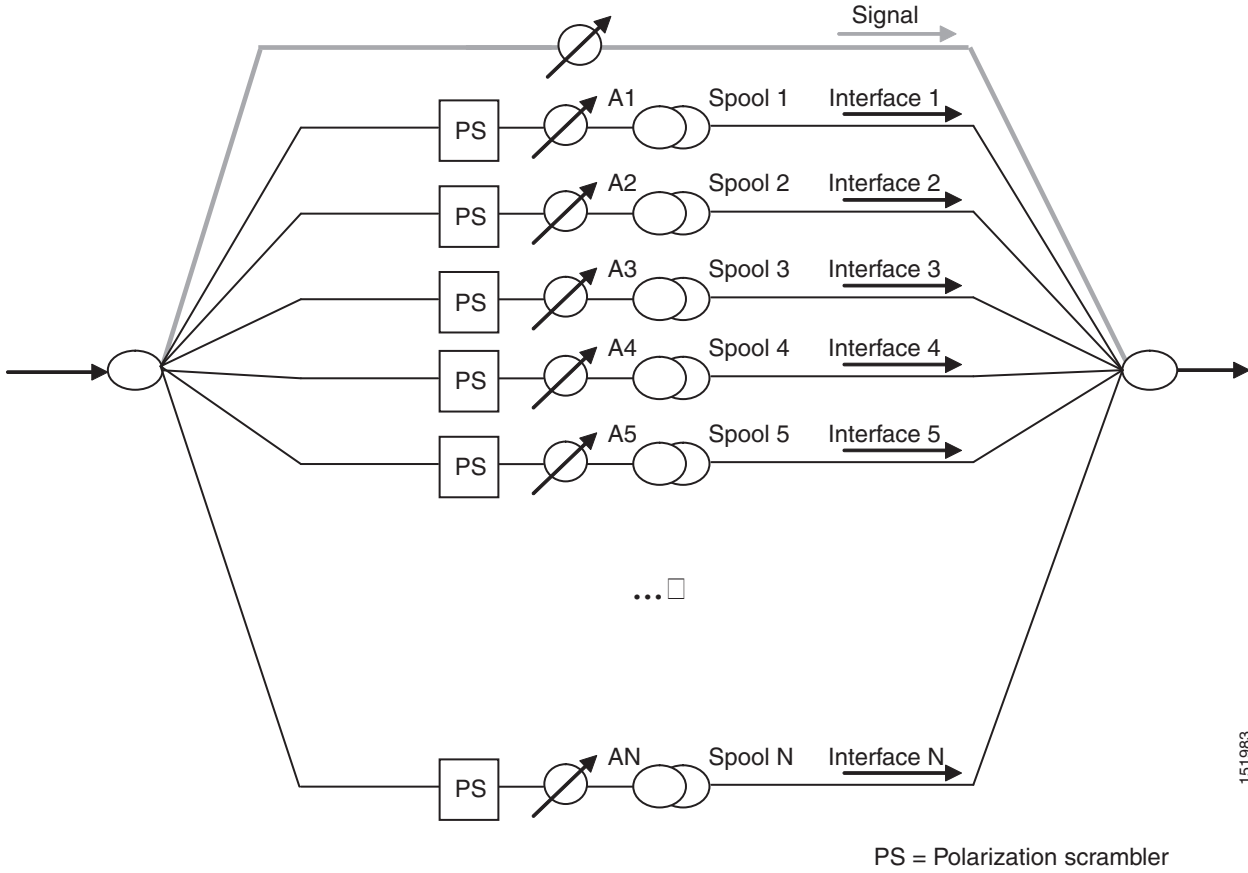 Signal
PS A1 Spool 1 Interface 1
PS A2 Spool 2 Interface 2
PS A3 Spool 3 Interface 3
PS A4 Spool 4 Interface 4
PS A5 Spool 5 Interface 5
...
PS AN Spool N Interface N
151983
PS = Polarization scrambler